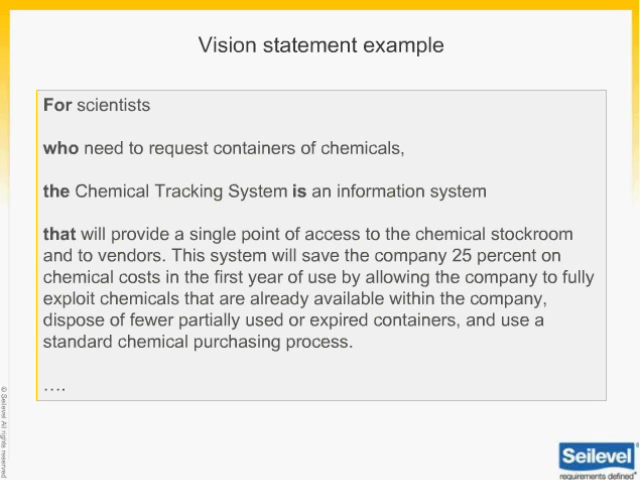 Vision statement example
For scientists
who need to request containers of chemicals,
the Chemical Tracking System is an information system
that will provide a single point of access to the chemical stockroom
and to vendors. This system will save the company 25 percent on
chemical costs in the first year of use by allowing the company to fully
exploit chemicals that are already available within the company,
dispose of fewer partially used or expired containers, and use a
standard chemical purchasing process.
....
© Seilevel All rights reserved
Seilevel®
requirements defined